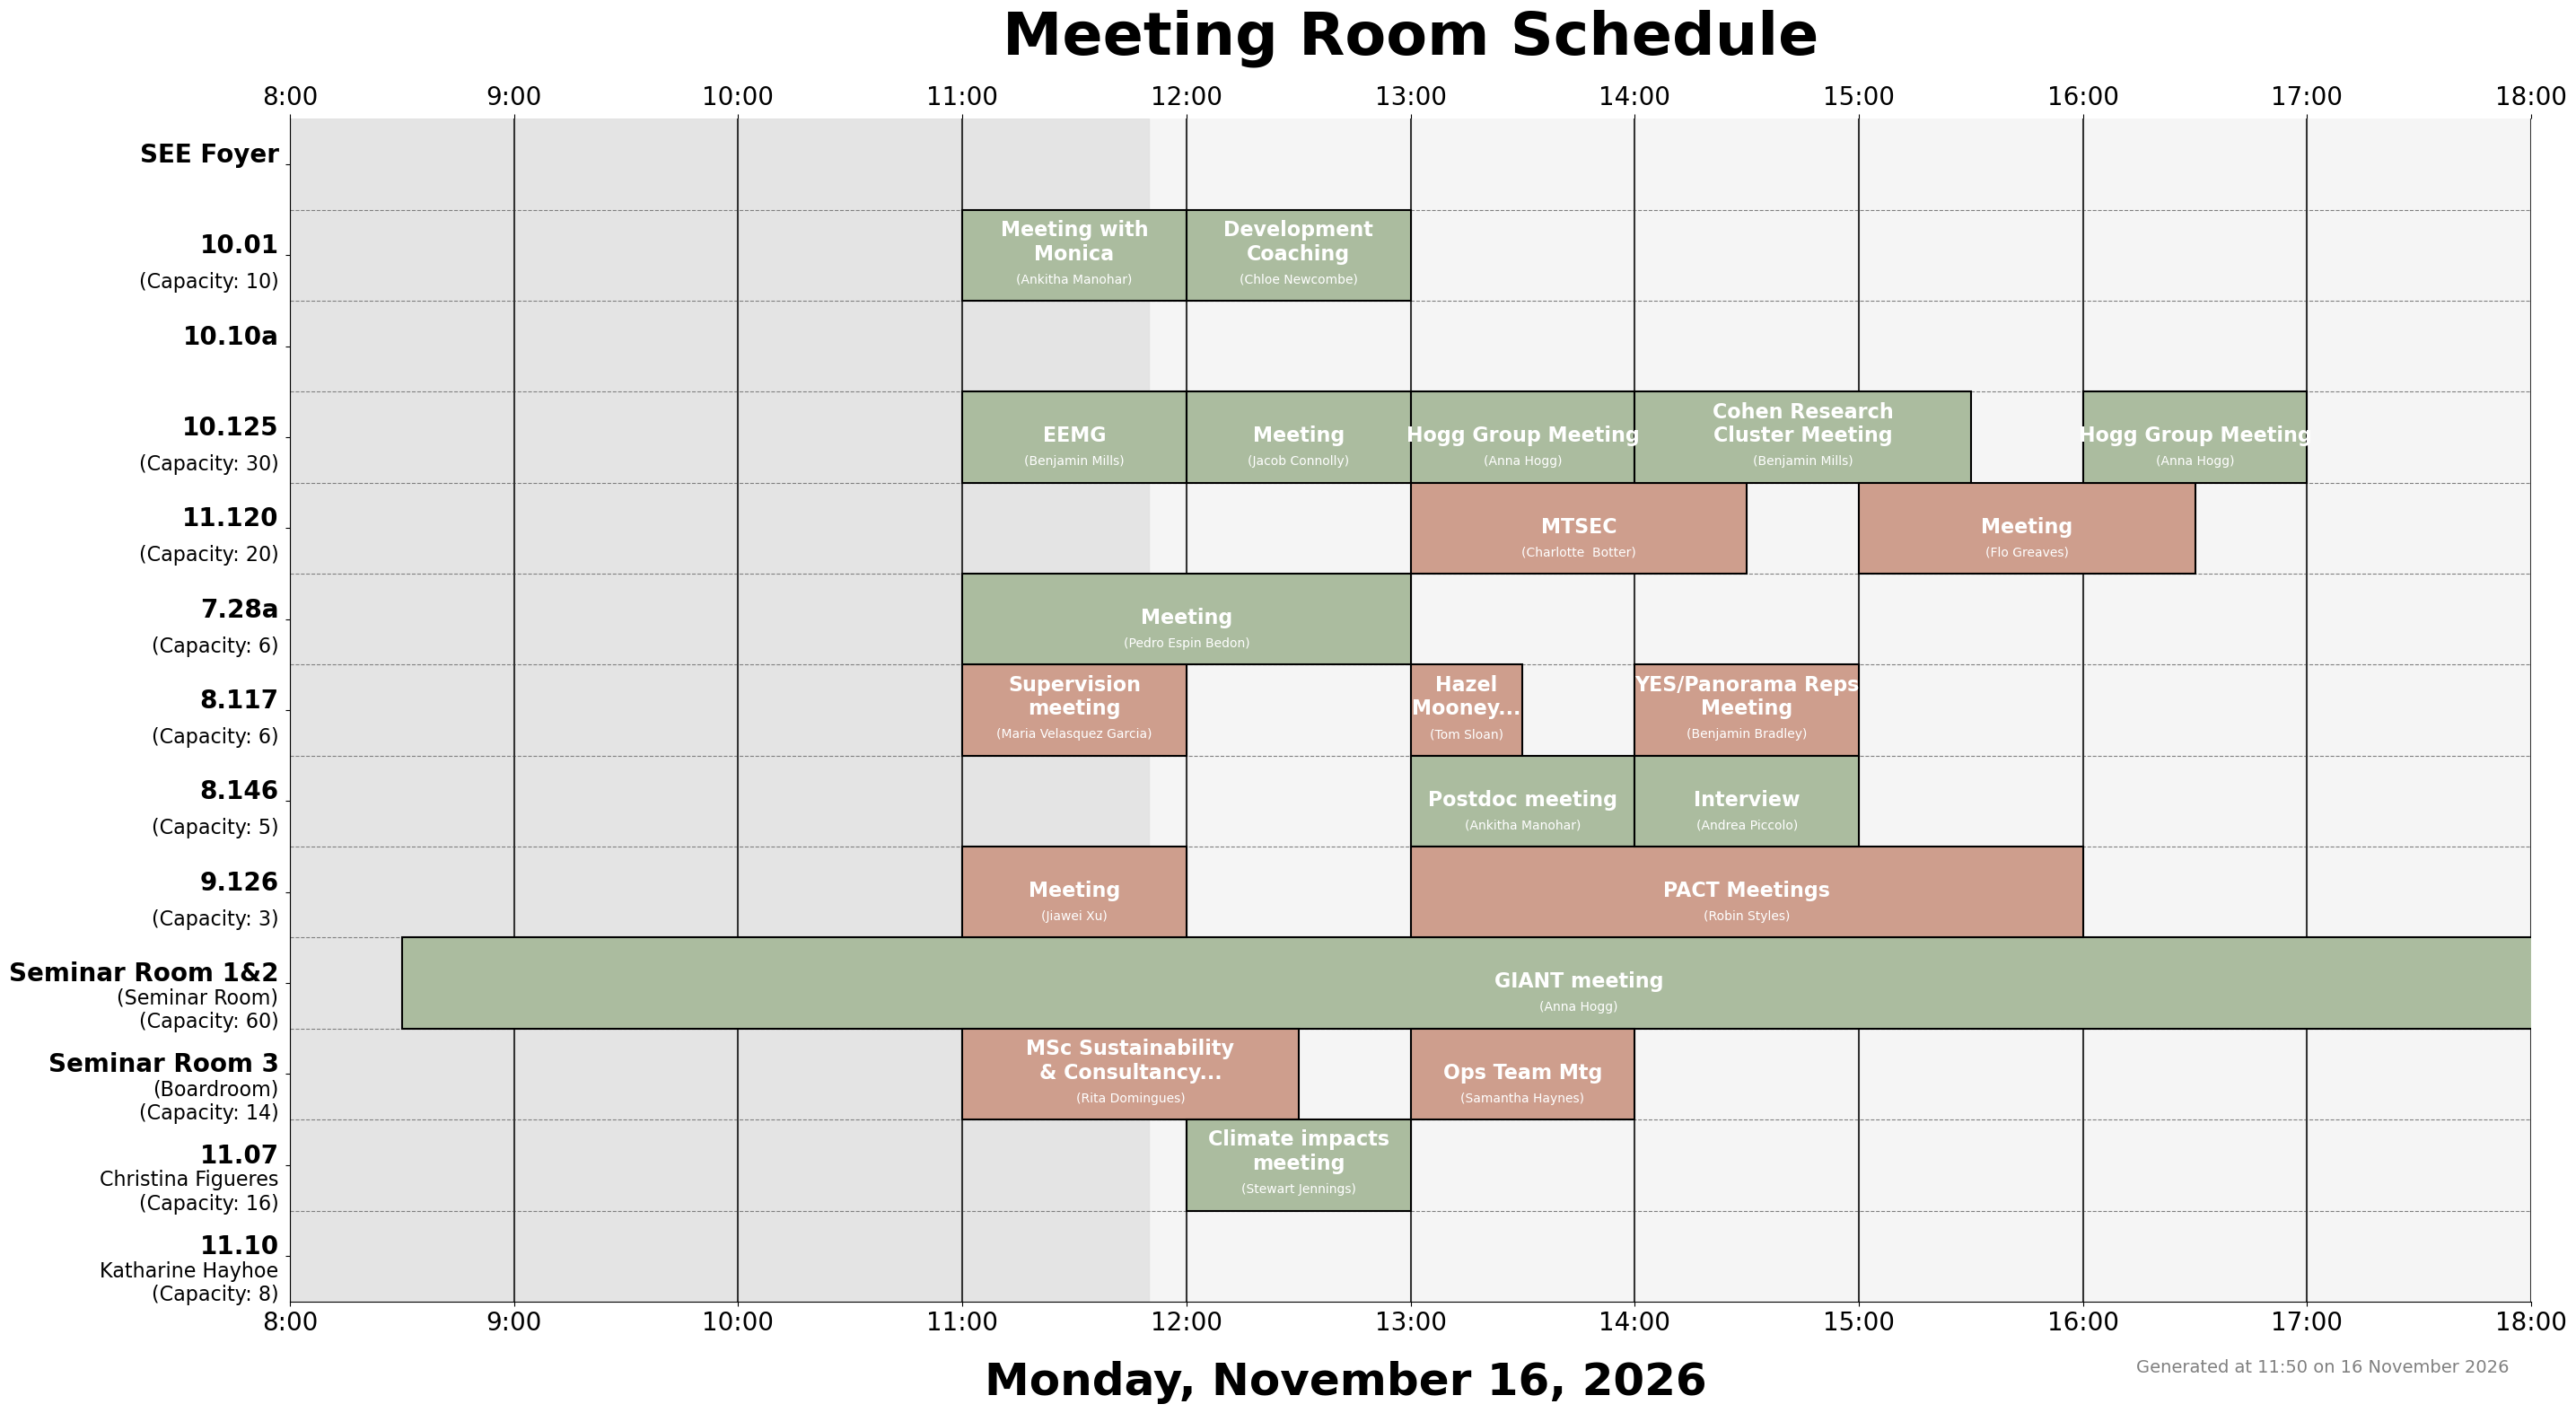 Meeting Room Schedule
8:00 9:00 10:00 11:00 12:00 13:00 14:00 15:00 16:00 17:00 18:00
SEE Foyer
10.01
(Capacity: 10)
Meeting with
Monica
(Ankitha Manohar)
Development
Coaching
(Chloe Newcombe)
10.10a
10.125
(Capacity: 30)
EEMG
(Benjamin Mills)
Meeting
(Jacob Connolly)
Hogg Group Meeting
(Anna Hogg)
Cohen Research
Cluster Meeting
(Benjamin Mills)
Hogg Group Meeting
(Anna Hogg)
11.120
(Capacity: 20)
MTSEC
(Charlotte  Botter)
Meeting
(Flo Greaves)
7.28a
(Capacity: 6)
Meeting
(Pedro Espin Bedon)
8.117
(Capacity: 6)
Supervision
meeting
(Maria Velasquez Garcia)
Hazel
Mooney...
(Tom Sloan)
YES/Panorama Reps
Meeting
(Benjamin Bradley)
8.146
(Capacity: 5)
Postdoc meeting
(Ankitha Manohar)
Interview
(Andrea Piccolo)
9.126
(Capacity: 3)
Meeting
(Jiawei Xu)
PACT Meetings
(Robin Styles)
Seminar Room 1&2
(Seminar Room)
(Capacity: 60)
GIANT meeting
(Anna Hogg)
Seminar Room 3
(Boardroom)
(Capacity: 14)
MSc Sustainability
& Consultancy...
(Rita Domingues)
Ops Team Mtg
(Samantha Haynes)
11.07
Christina Figueres
(Capacity: 16)
Climate impacts
meeting
(Stewart Jennings)
11.10
Katharine Hayhoe
(Capacity: 8)
8:00 9:00 10:00 11:00 12:00 13:00 14:00 15:00 16:00 17:00 18:00
Monday, November 16, 2026
Generated at 11:50 on 16 November 2026